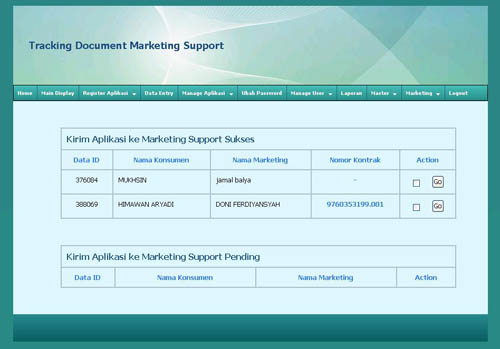 Tracking Document Marketing Support
Home Main Display Register Aplikasi Data Entry Manage Aplikasi Ubah Password Manage User Laporan Master Marketing Logout
Kirim Aplikasi ke Marketing Support Sukses
Data ID Nama Konsumen Nama Marketing Nomor Kontrak Action
376084 MUKHSIN jamal balya - Go
388069 HIMAWAN ARYADI DONI FERDIYANSYAH 9760353199.001 Go
Kirim Aplikasi ke Marketing Support Pending
Data ID Nama Konsumen Nama Marketing Action